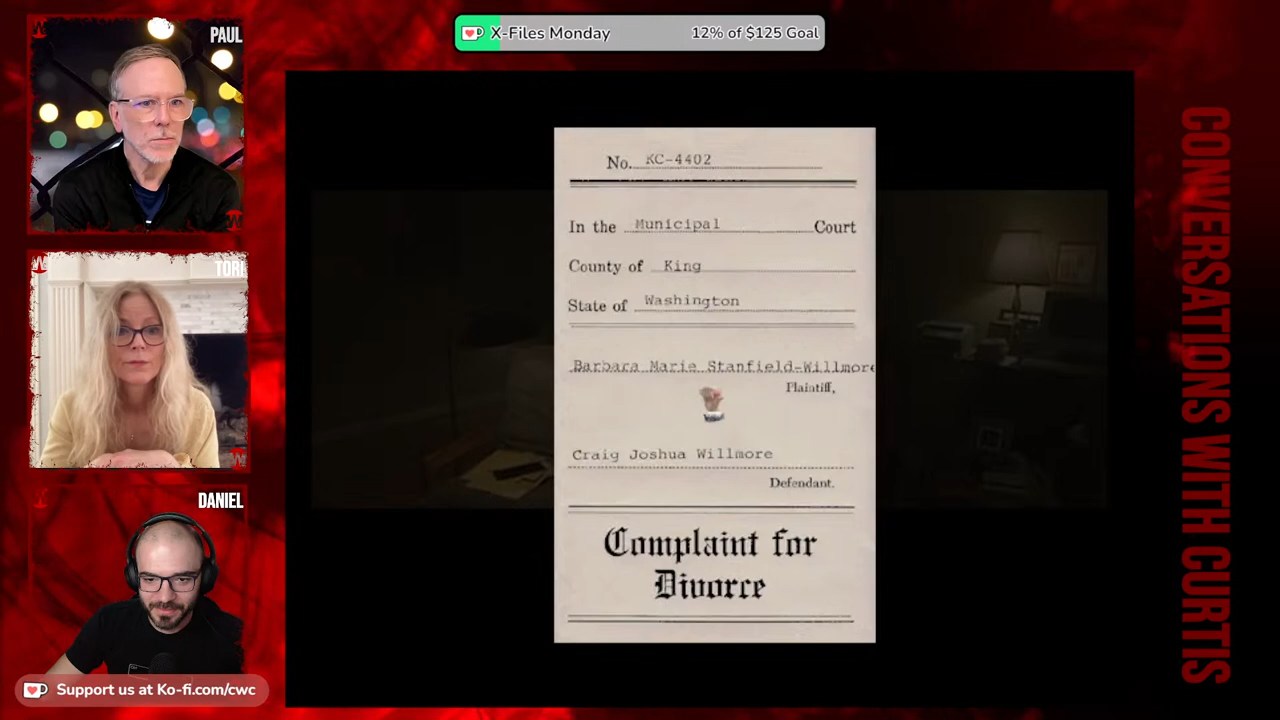 PAUL
X-Files Monday
12% of $125 Goal
No. KC-4402
In the Municipal Court
County of King
State of Washington
Barbara Marie Stanfield-Willmore
Plaintiff,
Craig Joshua Willmore
Defendant.
Complaint for
Divorce
TORI
DANIEL
Support us at Ko-fi.com/cwc
CONVERSATIONS WITH CURTIS